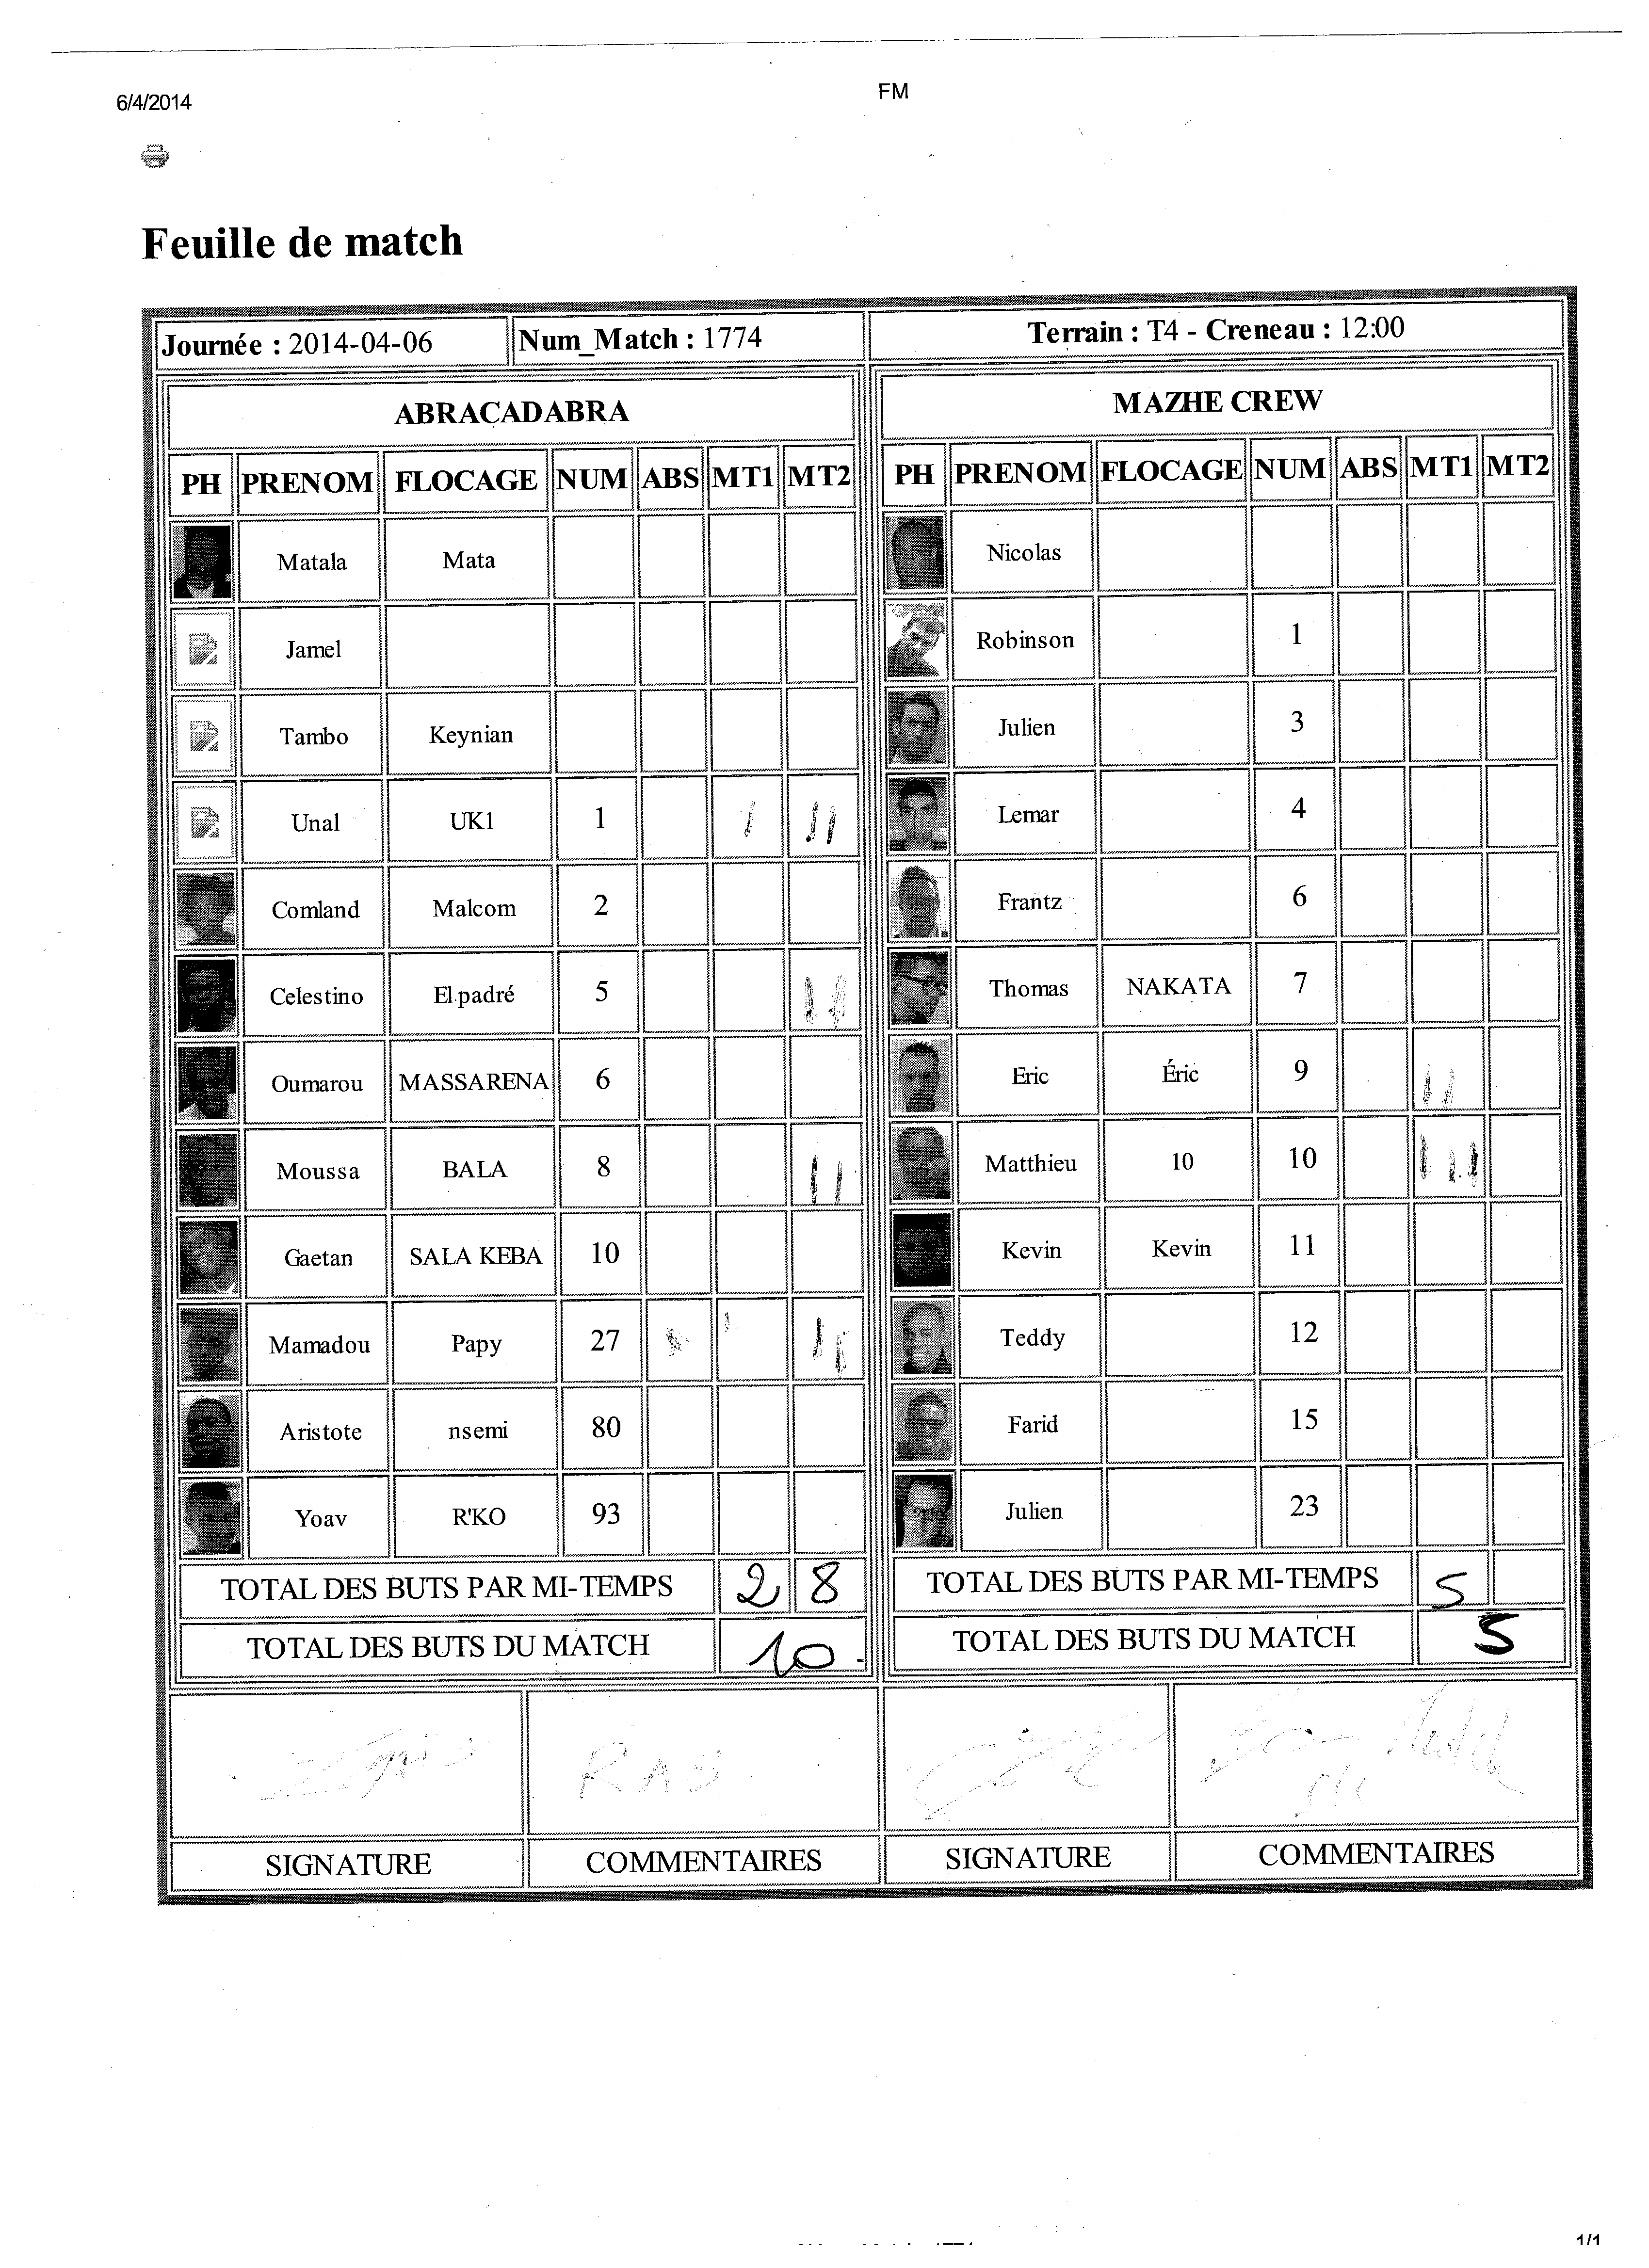 6/4/2014 FM
Feuille de match
Journée : 2014-04-06 Num_Match : 1774 Terrain : T4 - Creneau : 12:00
ABRACADABRA MAZHE CREW
PH PRENOM FLOCAGE NUM ABS MT1 MT2 PH PRENOM FLOCAGE NUM ABS MT1 MT2
Matala Mata Nicolas
Jamel Robinson 1
Tambo Keynian Julien 3
Unal UK1 1 I II Lemar 4
Comland Malcom 2 Frantz 6
Celestino El padré 5 II Thomas NAKATA 7
Oumarou MASSARENA 6 Eric Éric 9 II
Moussa BALA 8 II Matthieu 10 10 III
Gaetan SALA KEBA 10 Kevin Kevin 11
Mamadou Papy 27 I II Teddy 12
Aristote nsemi 80 Farid 15
Yoav R'KO 93 Julien 23
TOTAL DES BUTS PAR MI-TEMPS 2 8 TOTAL DES BUTS PAR MI-TEMPS 5
TOTAL DES BUTS DU MATCH 10 TOTAL DES BUTS DU MATCH 5
RAS
SIGNATURE COMMENTAIRES SIGNATURE COMMENTAIRES
1/1